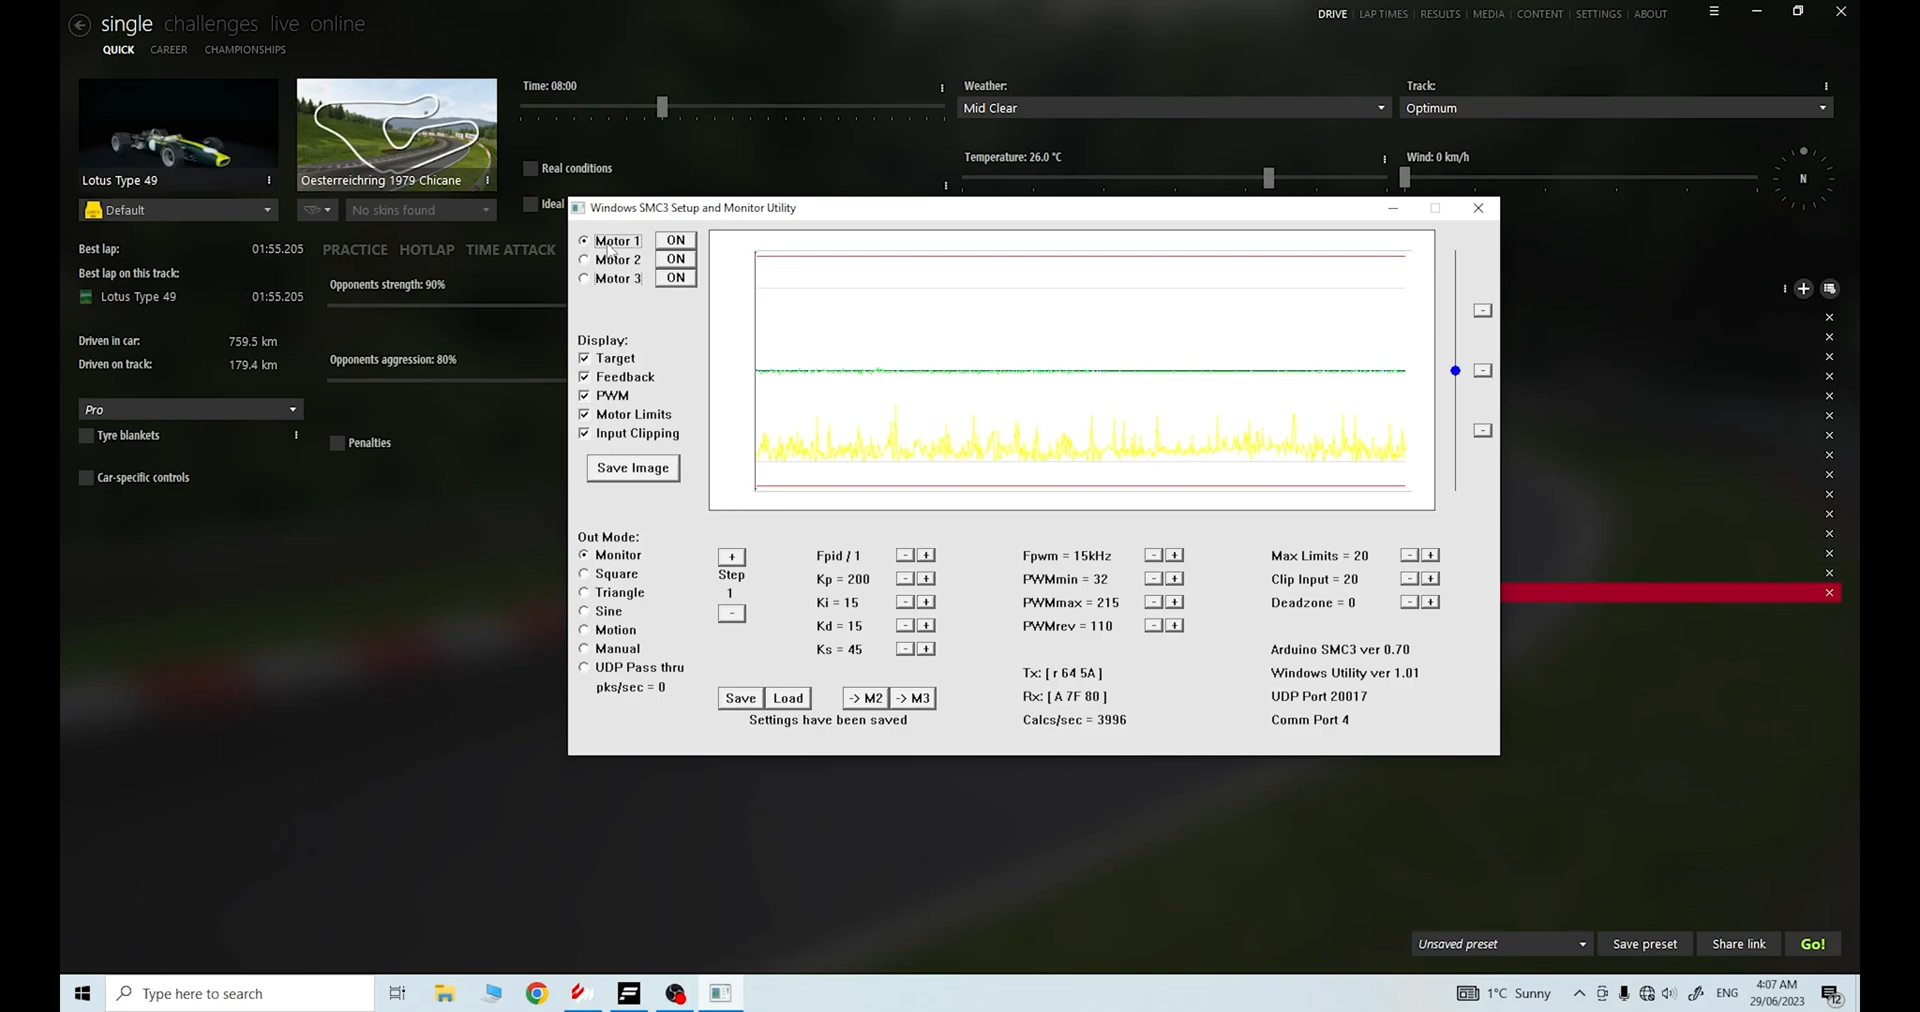 single challenges live online
DRIVE | LAP TIMES | RESULTS | MEDIA | CONTENT | SETTINGS | ABOUT
QUICK CAREER CHAMPIONSHIPS
Lotus Type 49
Oesterreichring 1979 Chicane
Default
No skins found
Time: 08:00
Weather:
Mid Clear
Track:
Optimum
Real conditions
Ideal
Temperature: 26.0 °C
Wind: 0 km/h
N
Best lap: 01:55.205
Best lap on this track:
Lotus Type 49 01:55.205
Driven in car: 759.5 km
Driven on track: 179.4 km
Pro
Tyre blankets
Car-specific controls
PRACTICE HOTLAP TIME ATTACK
Opponents strength: 90%
Opponents aggression: 80%
Penalties
Windows SMC3 Setup and Monitor Utility
Motor 1 ON
Motor 2 ON
Motor 3 ON
Display:
Target
Feedback
PWM
Motor Limits
Input Clipping
Save Image
Out Mode:
Monitor
Square
Triangle
Sine
Motion
Manual
UDP Pass thru
pks/sec = 0
+
Step
1
-
Fpid / 1 - +
Kp = 200 - +
Ki = 15 - +
Kd = 15 - +
Ks = 45 - +
Save Load -> M2 -> M3
Settings have been saved
Fpwm = 15kHz - +
PWMmin = 32 - +
PWMmax = 215 - +
PWMrev = 110 - +
Tx: [ r 64 5A ]
Rx: [ A 7F 80 ]
Calcs/sec = 3996
Max Limits = 20 - +
Clip Input = 20 - +
Deadzone = 0 - +
Arduino SMC3 ver 0.70
Windows Utility ver 1.01
UDP Port 20017
Comm Port 4
Unsaved preset
Save preset
Share link
Go!
Type here to search
1°C Sunny
ENG
4:07 AM
29/06/2023
12